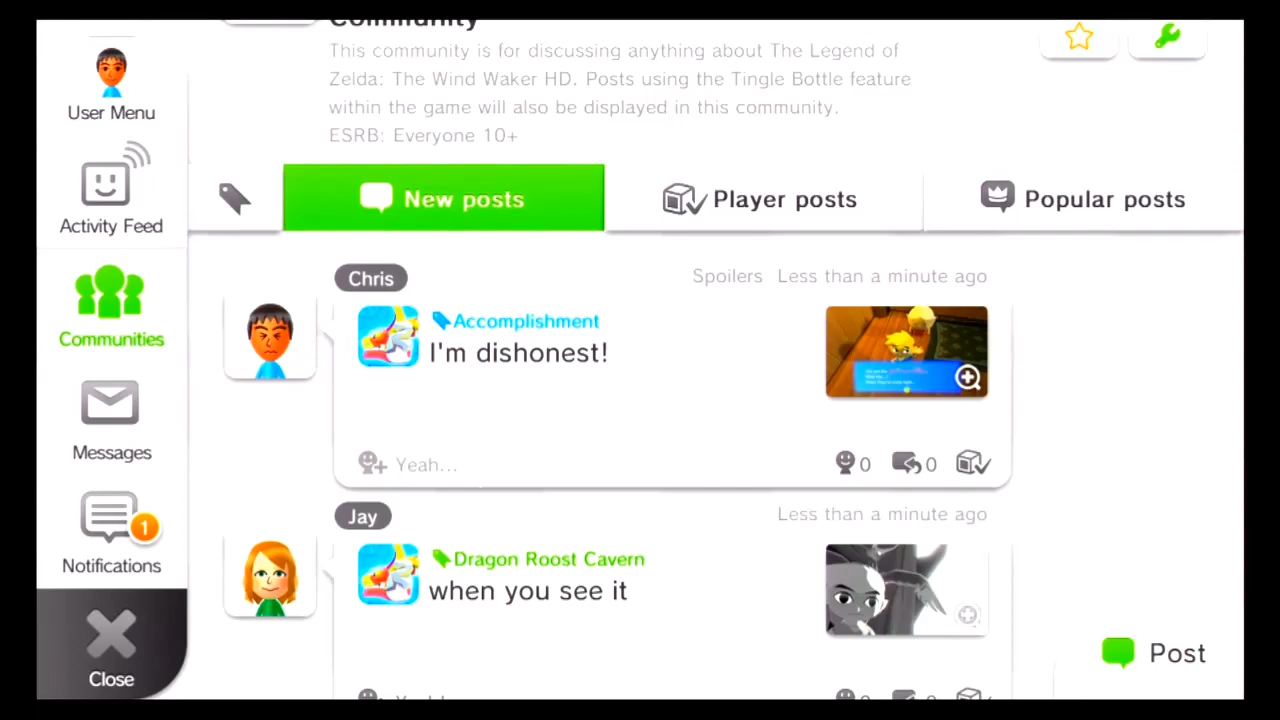 Community
This community is for discussing anything about The Legend of
Zelda: The Wind Waker HD. Posts using the Tingle Bottle feature
within the game will also be displayed in this community.
ESRB: Everyone 10+
User Menu
Activity Feed
Communities
Messages
1
Notifications
Close
New posts
Player posts
Popular posts
Chris
Spoilers Less than a minute ago
Accomplishment
I'm dishonest!
Yeah...
0 0
Jay
Less than a minute ago
Dragon Roost Cavern
when you see it
Post